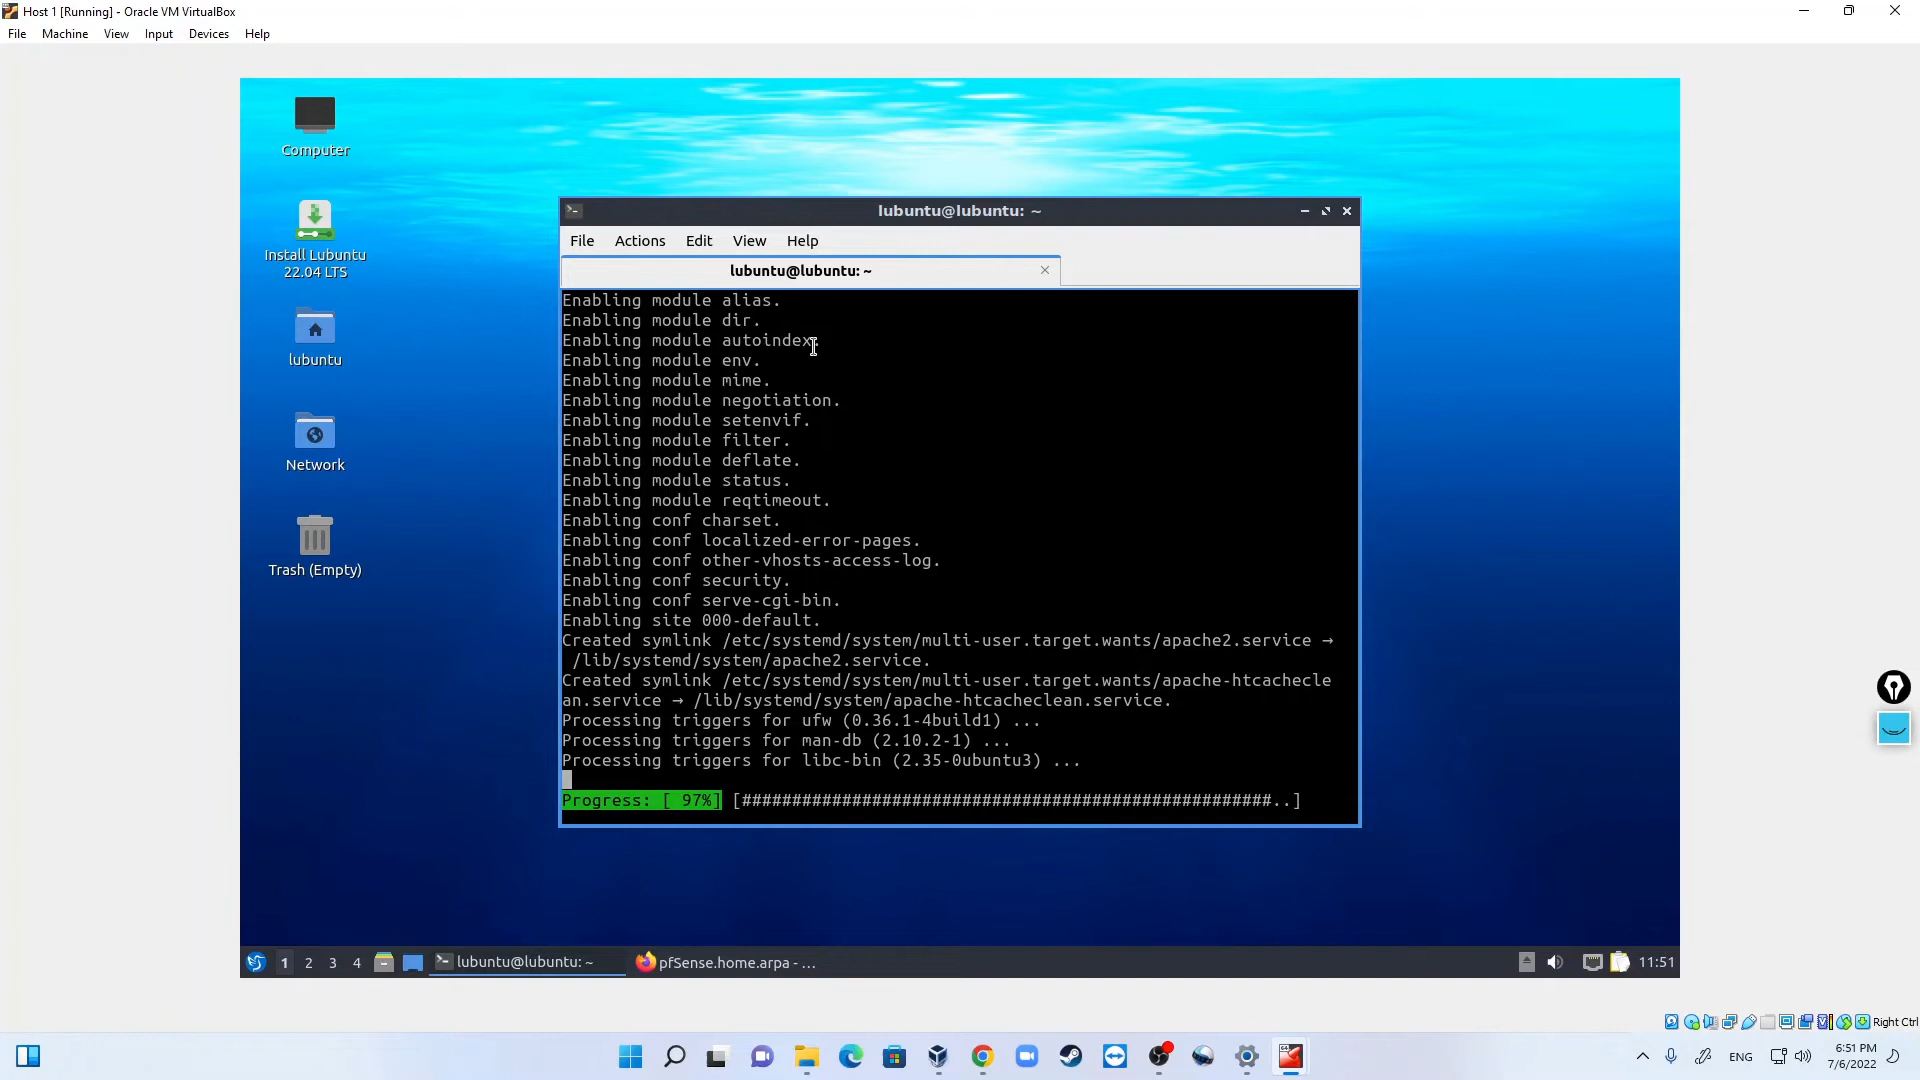 Host 1 [Running] - Oracle VM VirtualBox
File Machine View Input Devices Help
Computer
Install Lubuntu
22.04 LTS
lubuntu
Network
Trash (Empty)
lubuntu@lubuntu: ~
File Actions Edit View Help
lubuntu@lubuntu: ~
Enabling module alias.
Enabling module dir.
Enabling module autoindex.
Enabling module env.
Enabling module mime.
Enabling module negotiation.
Enabling module setenvif.
Enabling module filter.
Enabling module deflate.
Enabling module status.
Enabling module reqtimeout.
Enabling conf charset.
Enabling conf localized-error-pages.
Enabling conf other-vhosts-access-log.
Enabling conf security.
Enabling conf serve-cgi-bin.
Enabling site 000-default.
Created symlink /etc/systemd/system/multi-user.target.wants/apache2.service →
/lib/systemd/system/apache2.service.
Created symlink /etc/systemd/system/multi-user.target.wants/apache-htcachecle
an.service → /lib/systemd/system/apache-htcacheclean.service.
Processing triggers for ufw (0.36.1-4build1) ...
Processing triggers for man-db (2.10.2-1) ...
Processing triggers for libc-bin (2.35-0ubuntu3) ...
Progress: [ 97%] [#####################################################..]
1 2 3 4 lubuntu@lubuntu: ~ pfSense.home.arpa - ... 11:51
Right Ctrl
ENG
6:51 PM
7/6/2022